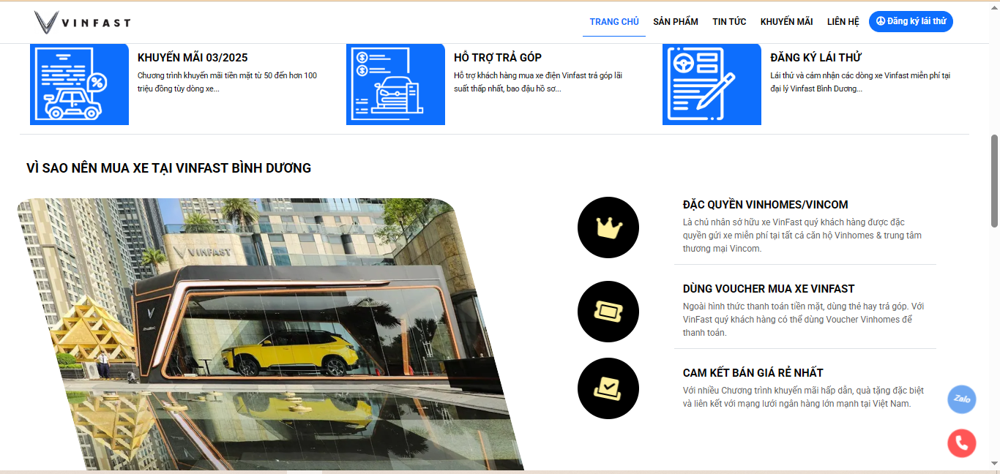 VINFAST
TRANG CHỦ
SẢN PHẨM
TIN TỨC
KHUYẾN MÃI
LIÊN HỆ
Đăng ký lái thử
KHUYẾN MÃI 03/2025
Chương trình khuyến mãi tiền mặt từ 50 đến hơn 100
triệu đồng tùy dòng xe...
HỖ TRỢ TRẢ GÓP
Hỗ trợ khách hàng mua xe điện Vinfast trả góp lãi
suất thấp nhất, bao đậu hồ sơ...
ĐĂNG KÝ LÁI THỬ
Lái thử và cảm nhận các dòng xe Vinfast miễn phí tại
đại lý Vinfast Bình Dương...
VÌ SAO NÊN MUA XE TẠI VINFAST BÌNH DƯƠNG
VINFAST
ĐẶC QUYỀN VINHOMES/VINCOM
Là chủ nhân sở hữu xe VinFast quý khách hàng được đặc
quyền gửi xe miễn phí tại tất cả căn hộ Vinhomes & trung tâm
thương mại Vincom.
DÙNG VOUCHER MUA XE VINFAST
Ngoài hình thức thanh toán tiền mặt, dùng thẻ hay trả góp. Với
VinFast quý khách hàng có thể dùng Voucher Vinhomes để
thanh toán.
CAM KẾT BÁN GIÁ RẺ NHẤT
Với nhiều Chương trình khuyến mãi hấp dẫn, quà tặng đặc biệt
và liên kết với mạng lưới ngân hàng lớn mạnh tại Việt Nam.
Zalo